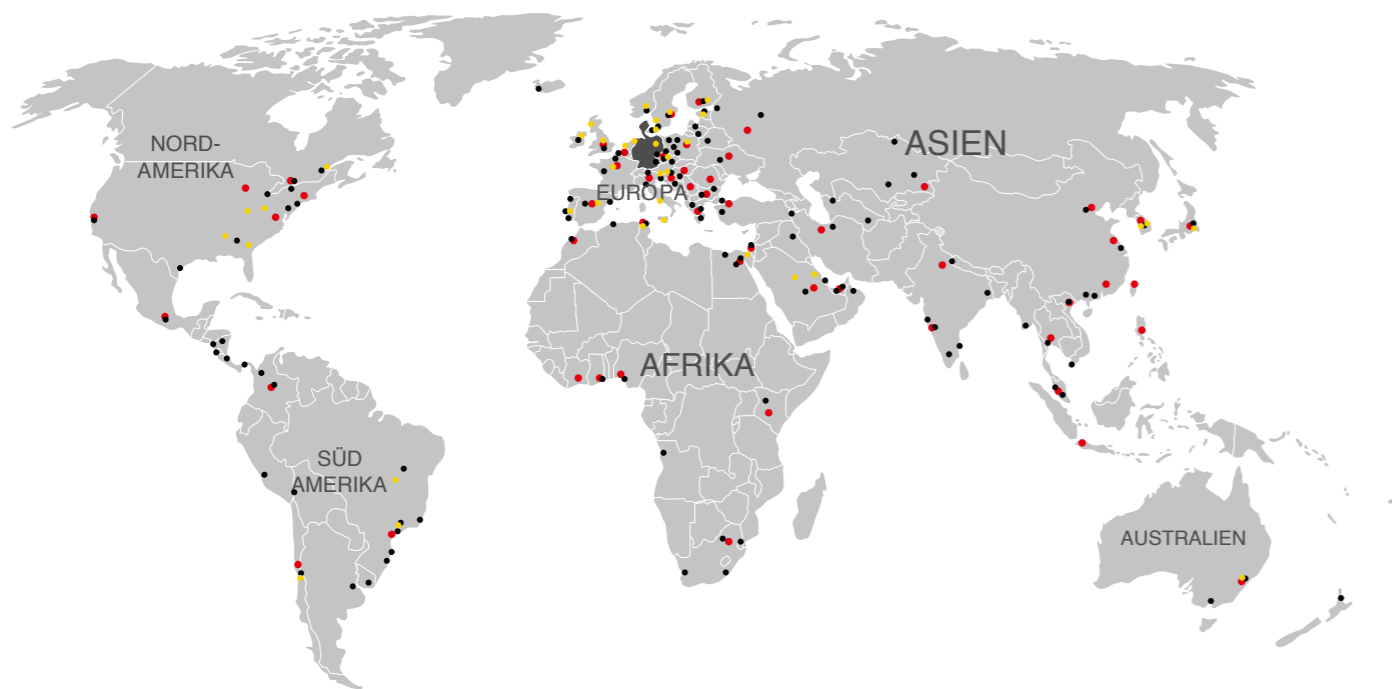 NORD-
AMERIKA
ASIEN
EUROPA
AFRIKA
SÜD
AMERIKA
AUSTRALIEN